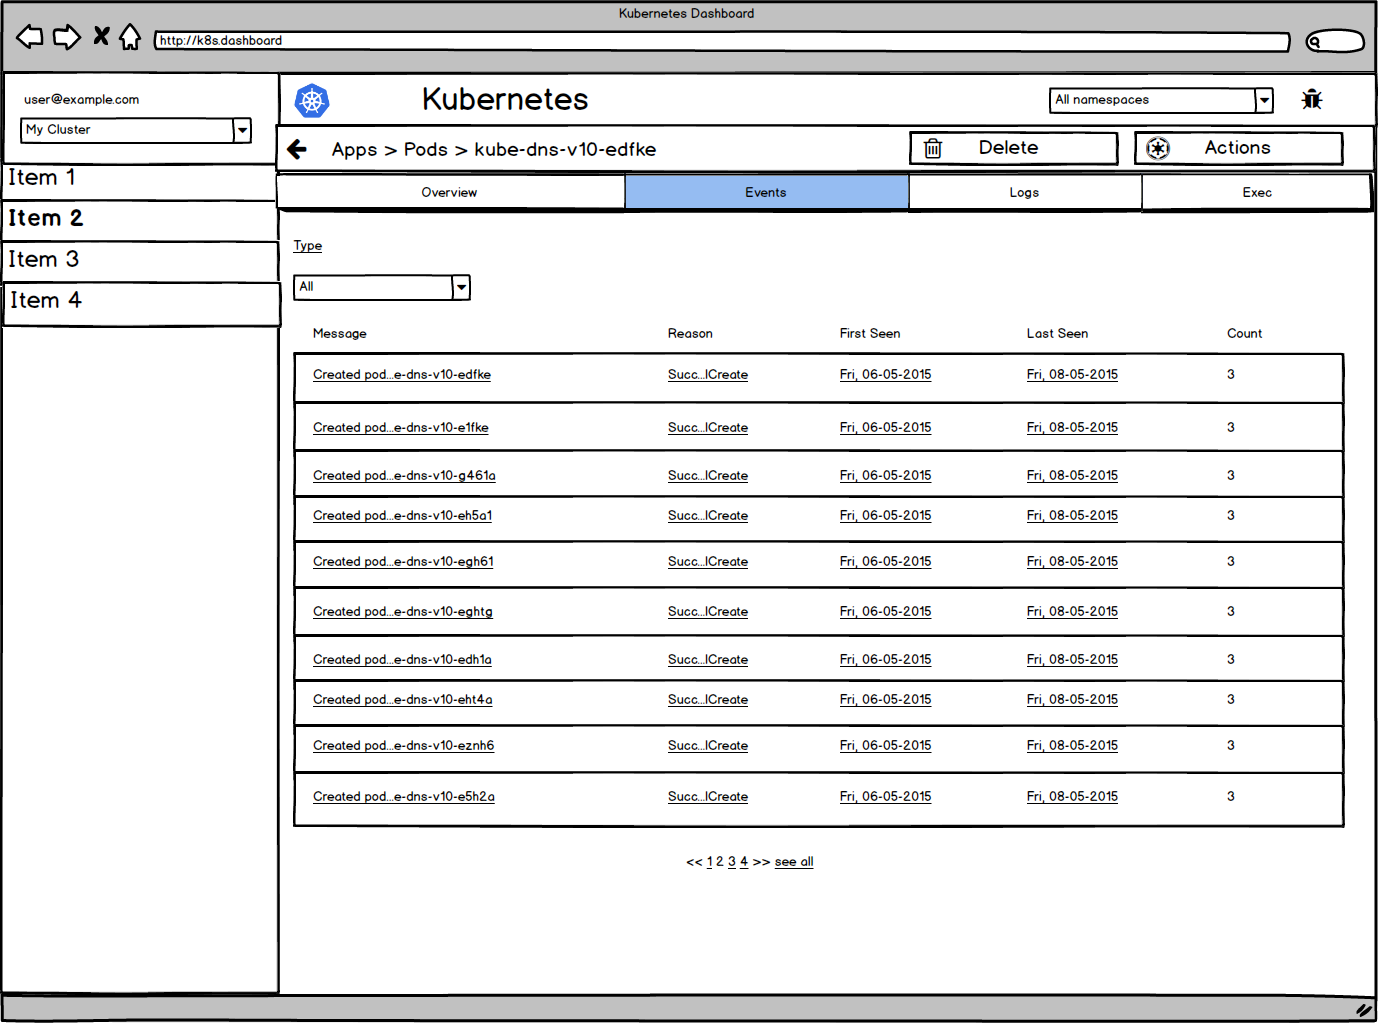 Kubernetes Dashboard
http://k8s.dashboard
user@example.com
My Cluster
Item 1
Item 2
Item 3
Item 4
Kubernetes
All namespaces
Apps > Pods > kube-dns-v10-edfke
Delete
Actions
Overview Events Logs Exec
Type
All
Message Reason First Seen Last Seen Count
Created pod...e-dns-v10-edfke Succ...lCreate Fri, 06-05-2015 Fri, 08-05-2015 3
Created pod...e-dns-v10-e1fke Succ...lCreate Fri, 06-05-2015 Fri, 08-05-2015 3
Created pod...e-dns-v10-g461a Succ...lCreate Fri, 06-05-2015 Fri, 08-05-2015 3
Created pod...e-dns-v10-eh5a1 Succ...lCreate Fri, 06-05-2015 Fri, 08-05-2015 3
Created pod...e-dns-v10-egh61 Succ...lCreate Fri, 06-05-2015 Fri, 08-05-2015 3
Created pod...e-dns-v10-eghtg Succ...lCreate Fri, 06-05-2015 Fri, 08-05-2015 3
Created pod...e-dns-v10-edh1a Succ...lCreate Fri, 06-05-2015 Fri, 08-05-2015 3
Created pod...e-dns-v10-eht4a Succ...lCreate Fri, 06-05-2015 Fri, 08-05-2015 3
Created pod...e-dns-v10-eznh6 Succ...lCreate Fri, 06-05-2015 Fri, 08-05-2015 3
Created pod...e-dns-v10-e5h2a Succ...lCreate Fri, 06-05-2015 Fri, 08-05-2015 3
<< 1 2 3 4 >> see all